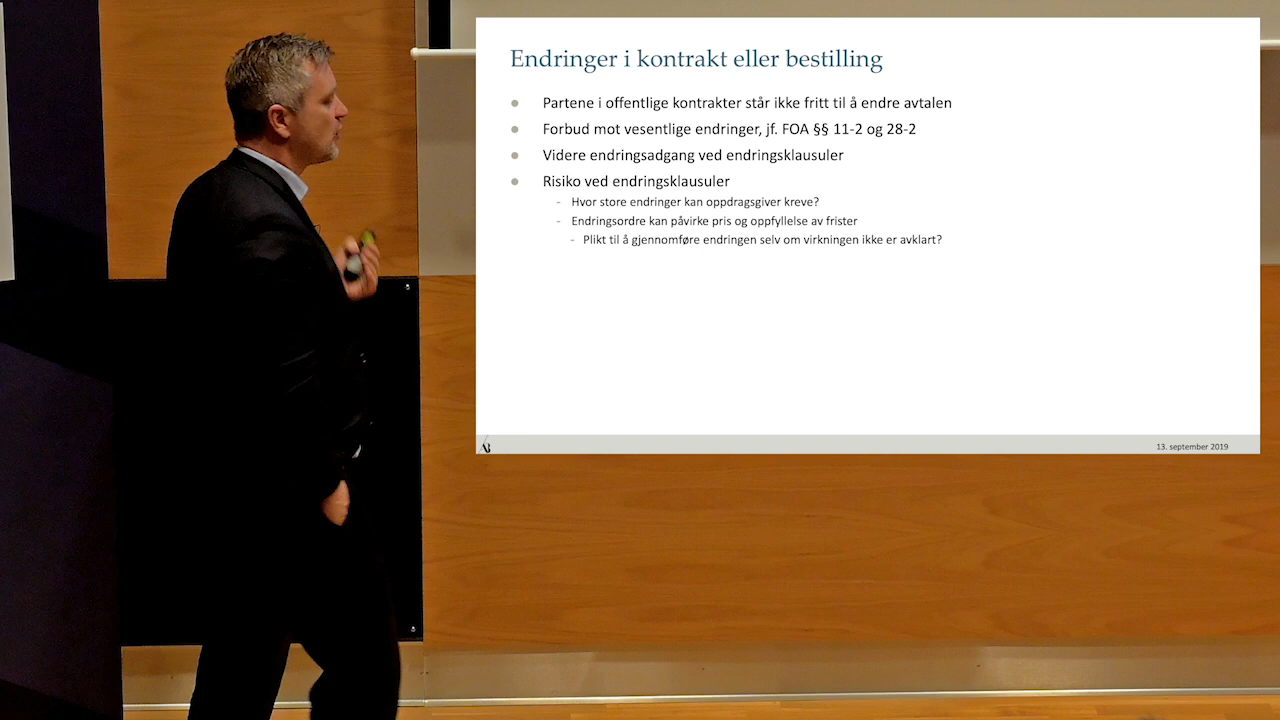 Endringer i kontrakt eller bestilling
Partene i offentlige kontrakter står ikke fritt til å endre avtalen
Forbud mot vesentlige endringer, jf. FOA §§ 11-2 og 28-2
Videre endringsadgang ved endringsklausuler
Risiko ved endringsklausuler
- Hvor store endringer kan oppdragsgiver kreve?
- Endringsordre kan påvirke pris og oppfyllelse av frister
- Plikt til å gjennomføre endringen selv om virkningen ikke er avklart?
AB
13. september 2019